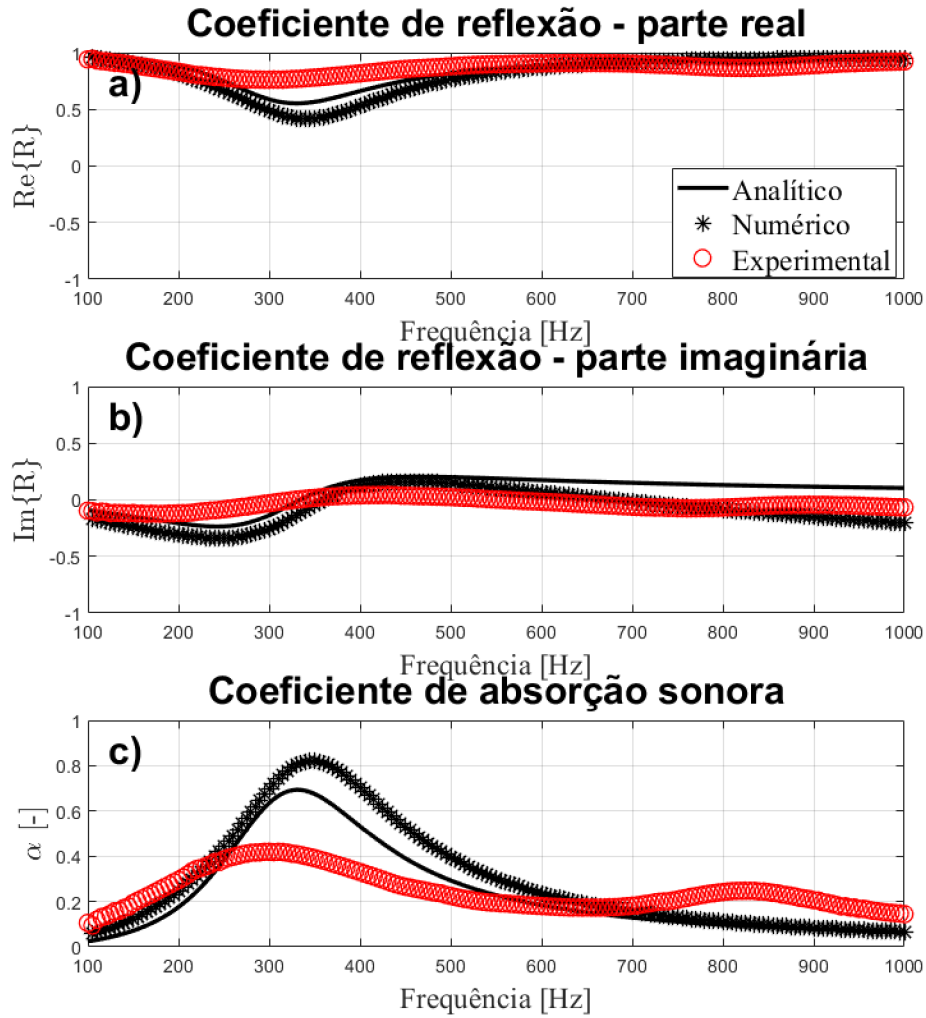 Coeficiente de reflexão - parte real
a)
Re{R}
1
0.5
0
-0.5
-1
Analítico
Numérico
Experimental
100 200 300 400 500 600 700 800 900 1000
Frequência [Hz]
Coeficiente de reflexão - parte imaginária
b)
Im{R}
1
0.5
0
-0.5
-1
100 200 300 400 500 600 700 800 900 1000
Frequência [Hz]
Coeficiente de absorção sonora
c)
α [-]
1
0.8
0.6
0.4
0.2
0
100 200 300 400 500 600 700 800 900 1000
Frequência [Hz]